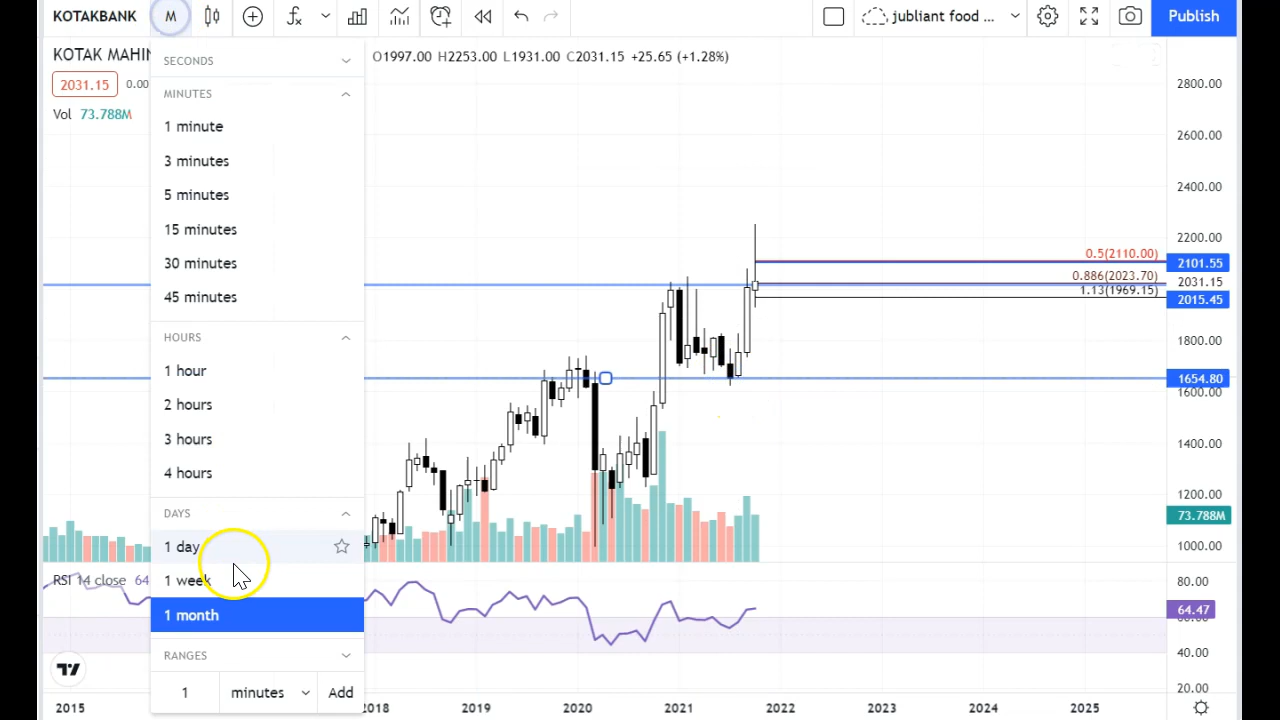 KOTAKBANK
M
jubliant food ...
Publish
KOTAK MAHIN
O1997.00 H2253.00 L1931.00 C2031.15 +25.65 (+1.28%)
2031.15
0.00
Vol 73.788M
SECONDS
MINUTES
1 minute
3 minutes
5 minutes
15 minutes
30 minutes
45 minutes
HOURS
1 hour
2 hours
3 hours
4 hours
DAYS
1 day
1 week
1 month
RANGES
1 minutes Add
RSI 14 close 64
0.5(2110.00)
0.886(2023.70)
1.13(1969.15)
2800.00
2600.00
2400.00
2200.00
2101.55
2031.15
2015.45
1800.00
1654.80
1600.00
1400.00
1200.00
73.788M
1000.00
80.00
64.47
60.00
40.00
20.00
2015
2018
2019
2020
2021
2022
2023
2024
2025